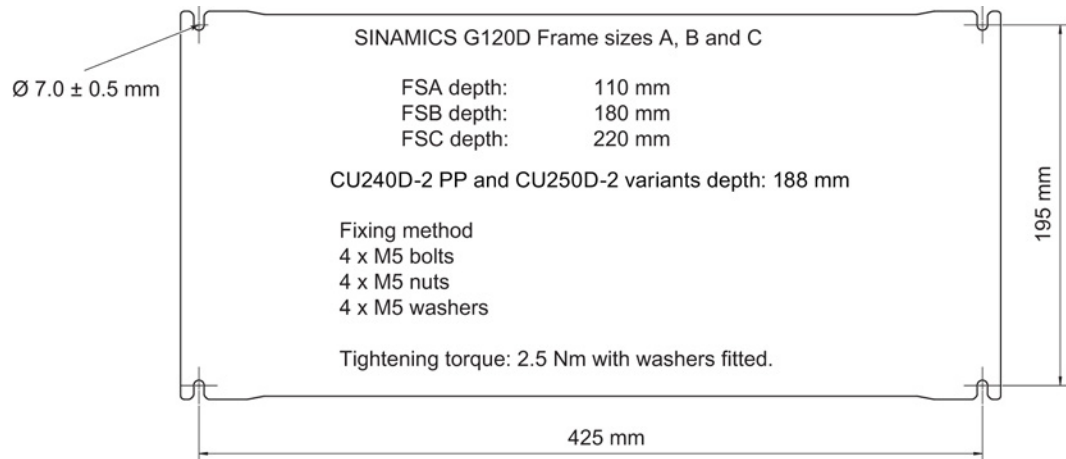 SINAMICS G120D Frame sizes A, B and C
Ø 7.0 ± 0.5 mm
FSA depth: 110 mm
FSB depth: 180 mm
FSC depth: 220 mm
CU240D-2 PP and CU250D-2 variants depth: 188 mm
195 mm
Fixing method
4 x M5 bolts
4 x M5 nuts
4 x M5 washers
Tightening torque: 2.5 Nm with washers fitted.
425 mm